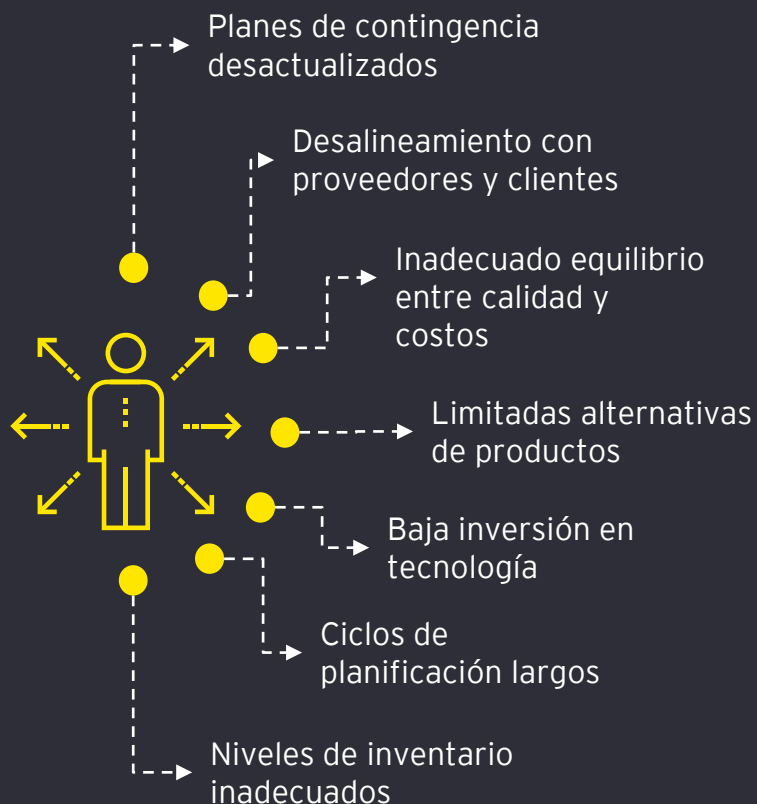 Planes de contingencia
desactualizados
Desalineamiento con
proveedores y clientes
Inadecuado equilibrio
entre calidad y
costos
Limitadas alternativas
de productos
Baja inversión en
tecnología
Ciclos de
planificación largos
Niveles de inventario
inadecuados